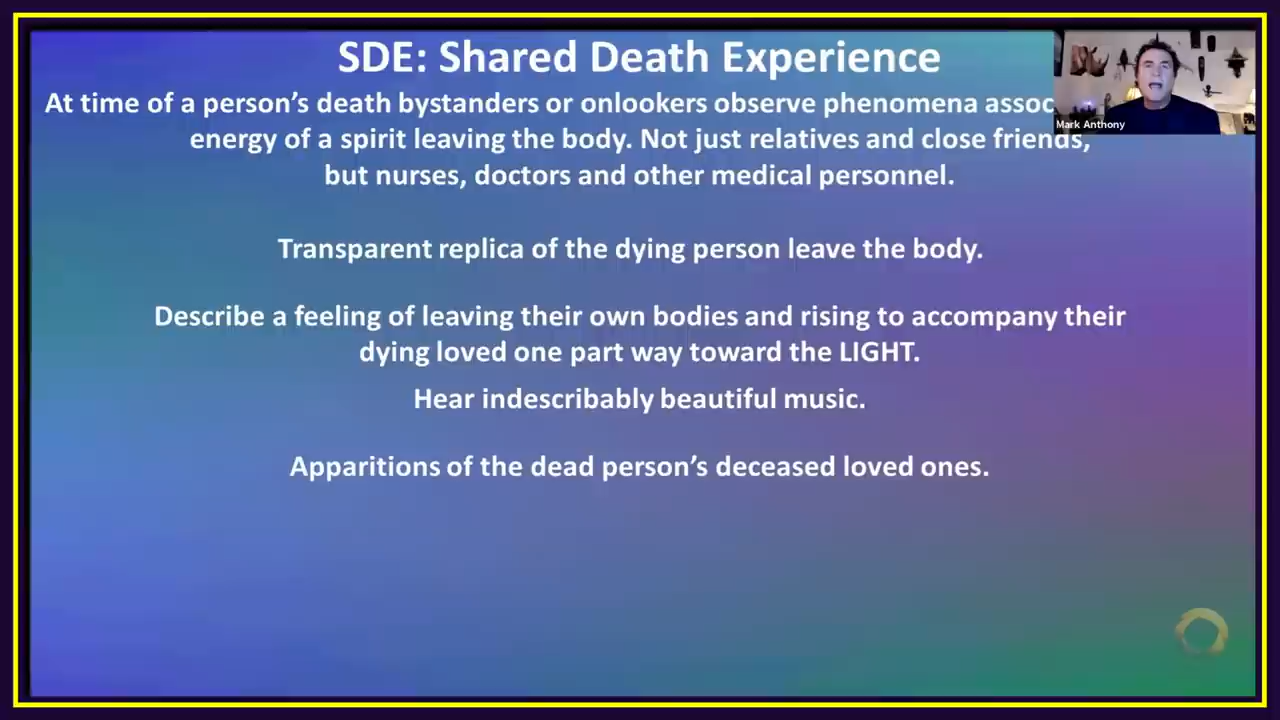 SDE: Shared Death Experience
At time of a person's death bystanders or onlookers observe phenomena
energy of a spirit leaving the body. Not just relatives and close friends,
but nurses, doctors and other medical personnel.
Transparent replica of the dying person leave the body.
Describe a feeling of leaving their own bodies and rising to accompany their
dying loved one part way toward the LIGHT.
Hear indescribably beautiful music.
Apparitions of the dead person's deceased loved ones.
Mark Anthony